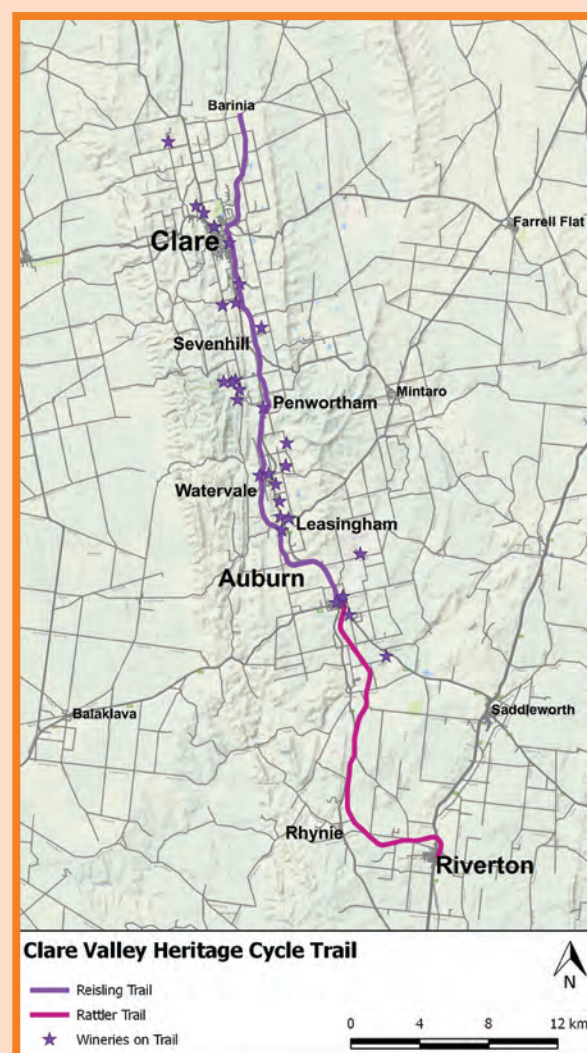 Barinia
Clare
Farrell Flat
Sevenhill
Mintaro
Penwortham
Watervale
Leasingham
Auburn
Balaklava
Saddleworth
Rhynie
Riverton
Clare Valley Heritage Cycle Trail
Reisling Trail
Rattler Trail
Wineries on Trail
N
0 4 8 12 km